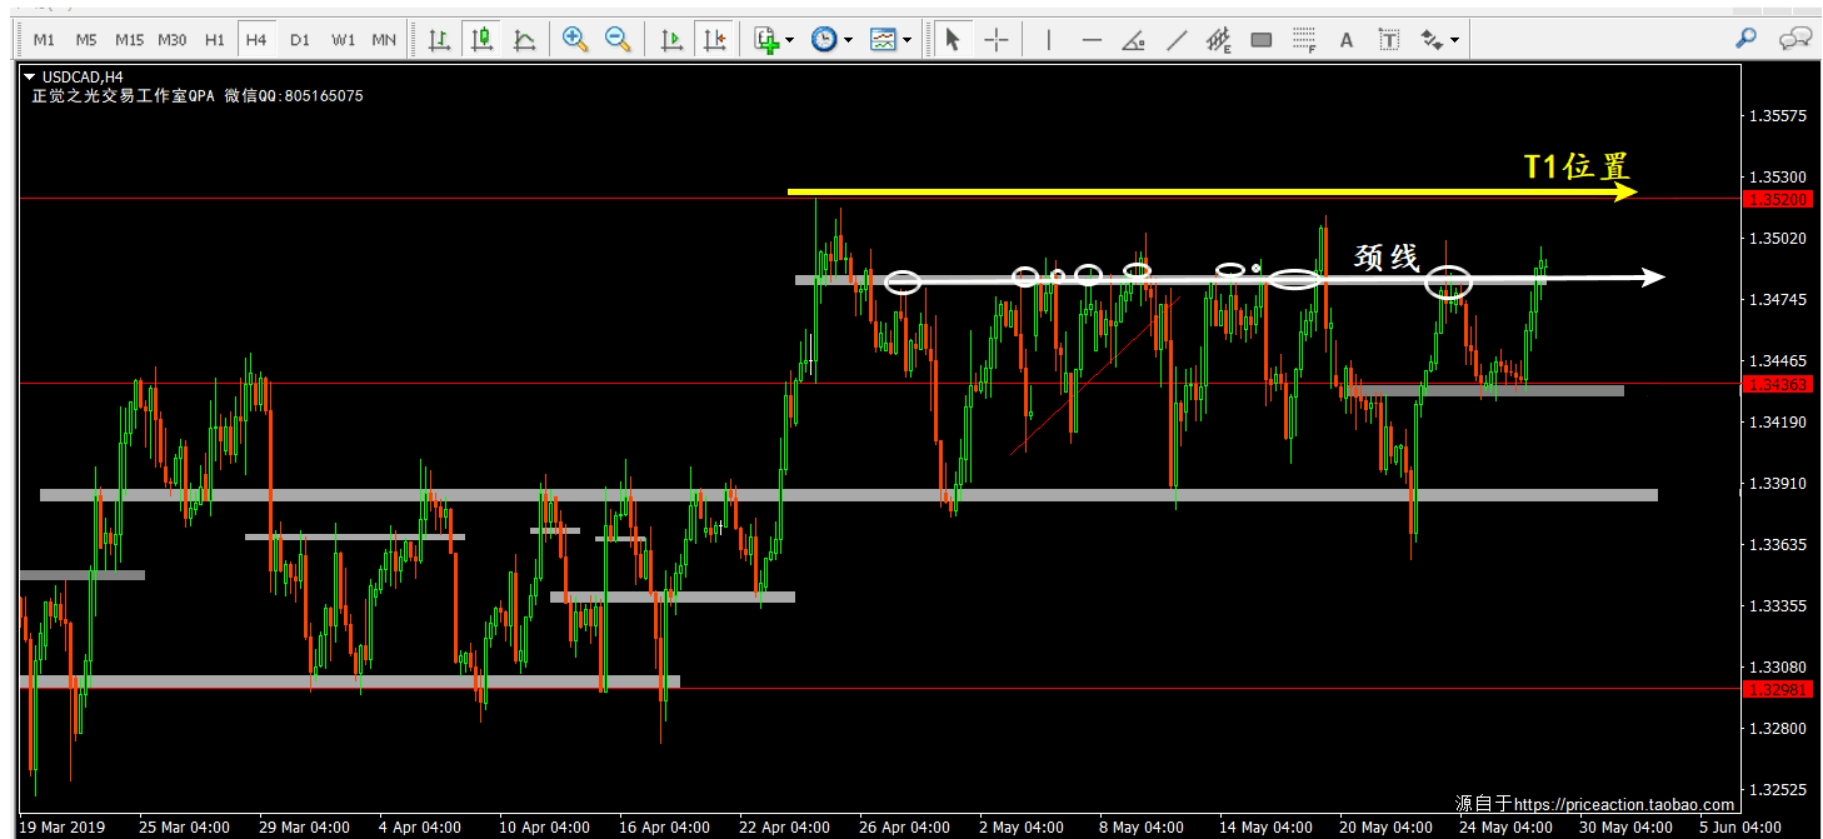 M1 M5 M15 M30 H1 H4 D1 W1 MN E F A T
USDCAD,H4
正觉之光交易工作室QPA 微信QQ:805165075
1.35575
T1位置
1.35300
1.35200
1.35020
颈线
1.34745
1.34465
1.34363
1.34190
1.33910
1.33635
1.33355
1.33080
1.32981
1.32800
1.32525
源自于https://priceaction.taobao.com
19 Mar 2019 25 Mar 04:00 29 Mar 04:00 4 Apr 04:00 10 Apr 04:00 16 Apr 04:00 22 Apr 04:00 26 Apr 04:00 2 May 04:00 8 May 04:00 14 May 04:00 20 May 04:00 24 May 04:00 30 May 04:00 5 Jun 04:00